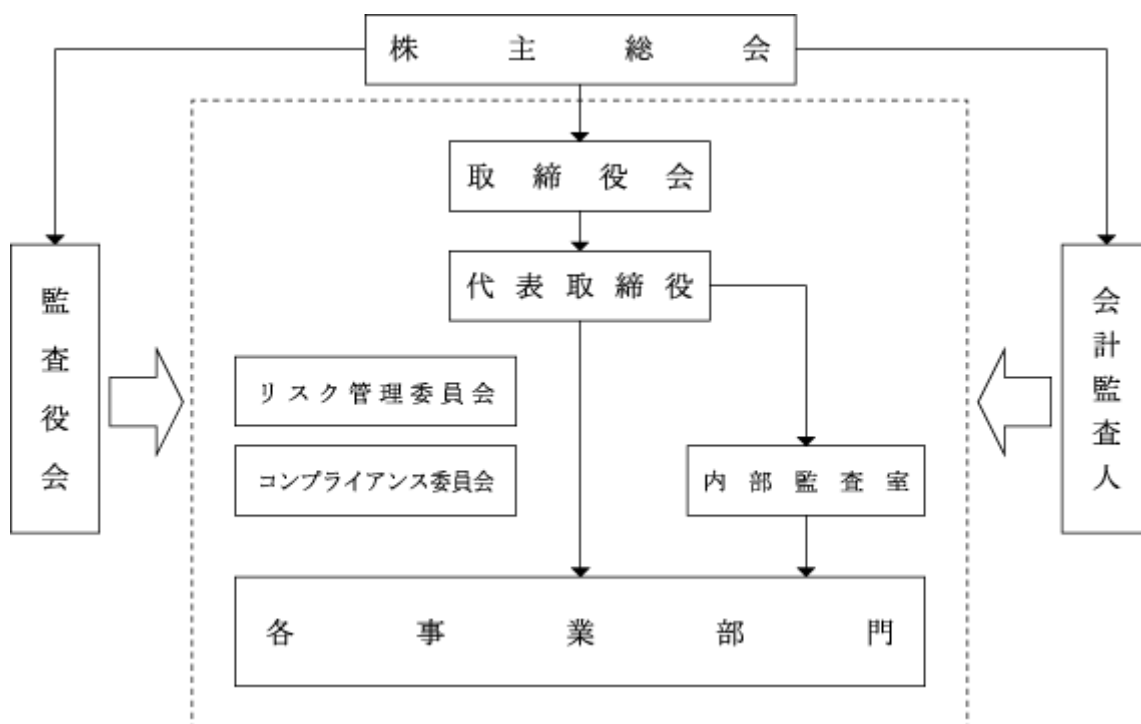 株主総会
取締役会
代表取締役
監査役会
会計監査人
リスク管理委員会
コンプライアンス委員会
内部監査室
各事業部門